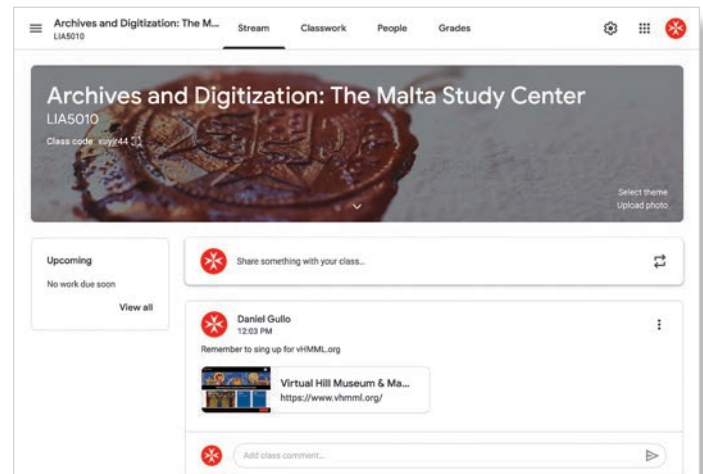 Archives and Digitization: The M...
LIA5010
Stream
Classwork
People
Grades
Archives and Digitization: The Malta Study Center
LIA5010
Class code
Select theme
Upload photo
Upcoming
No work due soon
View all
Share something with your class...
Daniel Gullo
12:03 PM
Remember to sing up for vHMML.org
Virtual Hill Museum & Ma...
https://www.vhmml.org/
Add class comment...